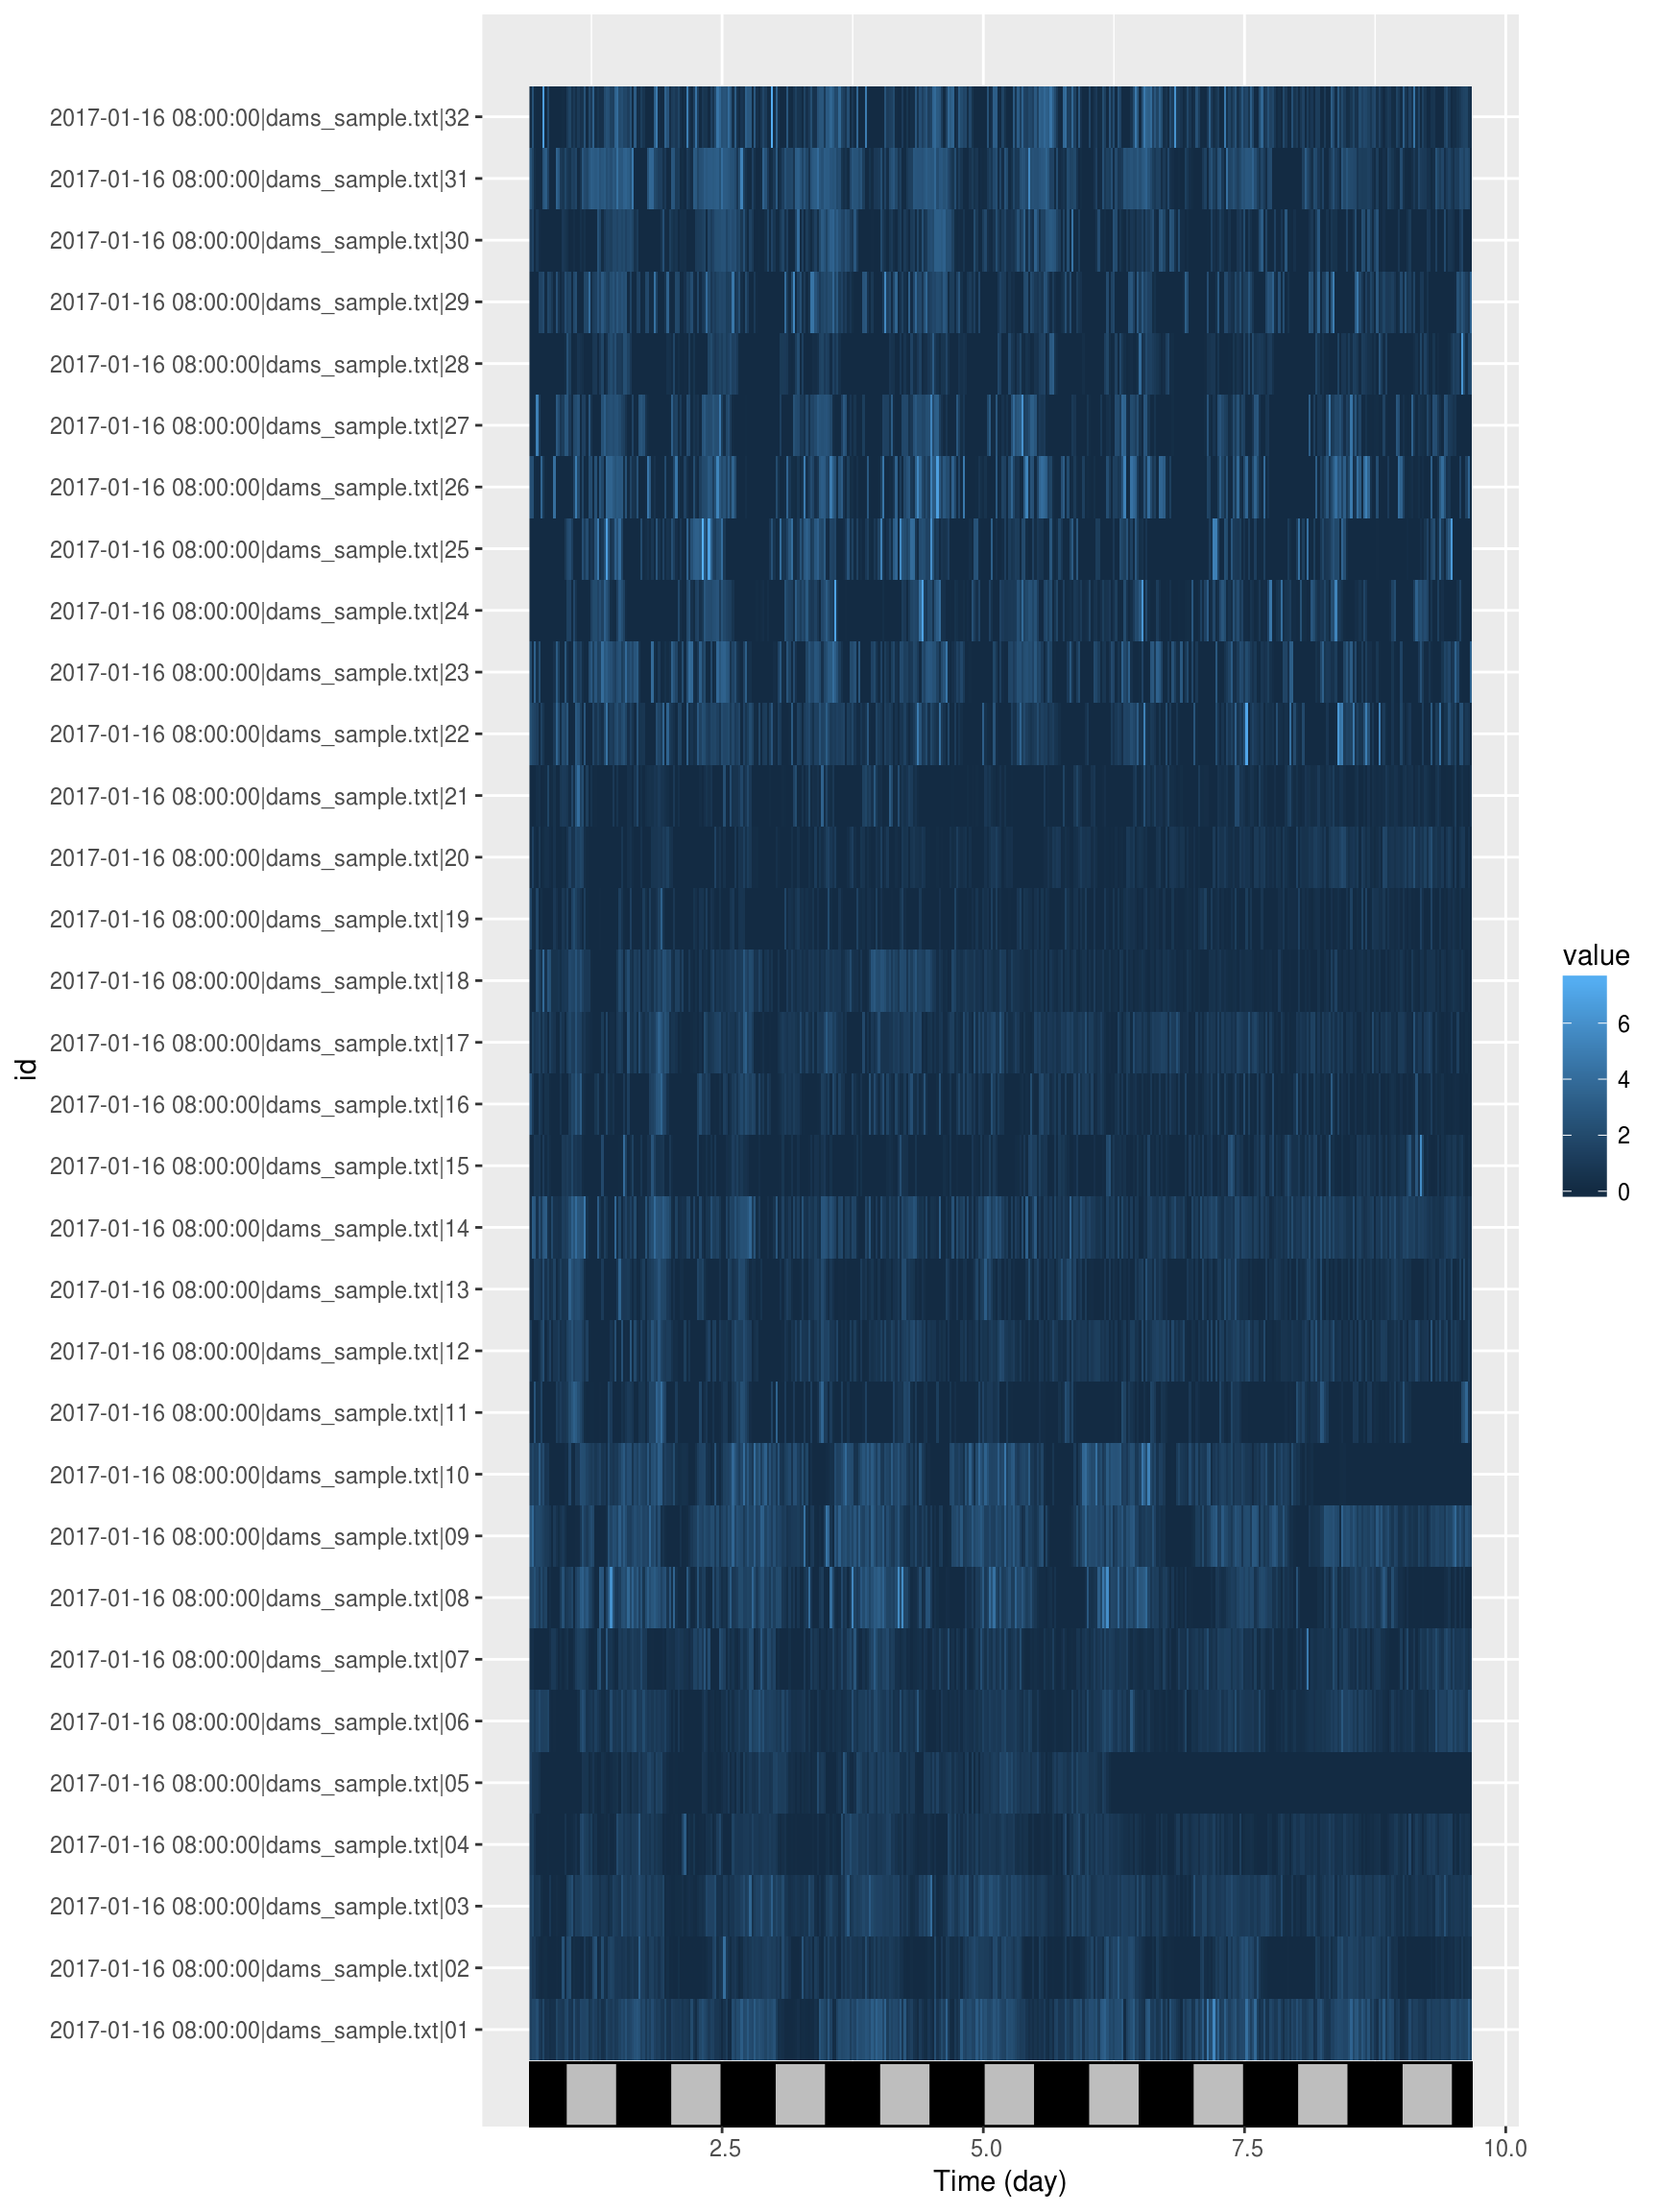 2017-01-16 08:00:00|dams_sample.txt|32
2017-01-16 08:00:00|dams_sample.txt|31
2017-01-16 08:00:00|dams_sample.txt|30
2017-01-16 08:00:00|dams_sample.txt|29
2017-01-16 08:00:00|dams_sample.txt|28
2017-01-16 08:00:00|dams_sample.txt|27
2017-01-16 08:00:00|dams_sample.txt|26
2017-01-16 08:00:00|dams_sample.txt|25
2017-01-16 08:00:00|dams_sample.txt|24
2017-01-16 08:00:00|dams_sample.txt|23
2017-01-16 08:00:00|dams_sample.txt|22
2017-01-16 08:00:00|dams_sample.txt|21
2017-01-16 08:00:00|dams_sample.txt|20
2017-01-16 08:00:00|dams_sample.txt|19
2017-01-16 08:00:00|dams_sample.txt|18
2017-01-16 08:00:00|dams_sample.txt|17
2017-01-16 08:00:00|dams_sample.txt|16
2017-01-16 08:00:00|dams_sample.txt|15
2017-01-16 08:00:00|dams_sample.txt|14
2017-01-16 08:00:00|dams_sample.txt|13
2017-01-16 08:00:00|dams_sample.txt|12
2017-01-16 08:00:00|dams_sample.txt|11
2017-01-16 08:00:00|dams_sample.txt|10
2017-01-16 08:00:00|dams_sample.txt|09
2017-01-16 08:00:00|dams_sample.txt|08
2017-01-16 08:00:00|dams_sample.txt|07
2017-01-16 08:00:00|dams_sample.txt|06
2017-01-16 08:00:00|dams_sample.txt|05
2017-01-16 08:00:00|dams_sample.txt|04
2017-01-16 08:00:00|dams_sample.txt|03
2017-01-16 08:00:00|dams_sample.txt|02
2017-01-16 08:00:00|dams_sample.txt|01
id
2.5 5.0 7.5 10.0
Time (day)
value
6
4
2
0